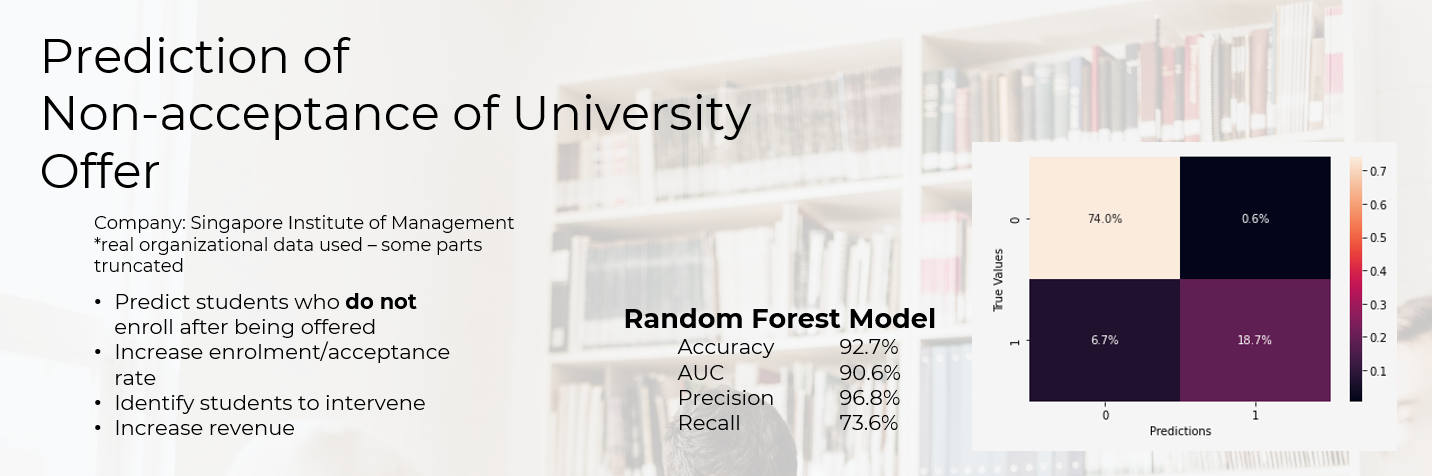 Prediction of
Non-acceptance of University
Offer
Company: Singapore Institute of Management
*real organizational data used – some parts
truncated
• Predict students who do not
enroll after being offered
• Increase enrolment/acceptance
rate
• Identify students to intervene
• Increase revenue
Random Forest Model
Accuracy 92.7%
AUC 90.6%
Precision 96.8%
Recall 73.6%
True Values
0
1
74.0% 0.6%
6.7% 18.7%
0 1
Predictions
0.7
0.6
0.5
0.4
0.3
0.2
0.1